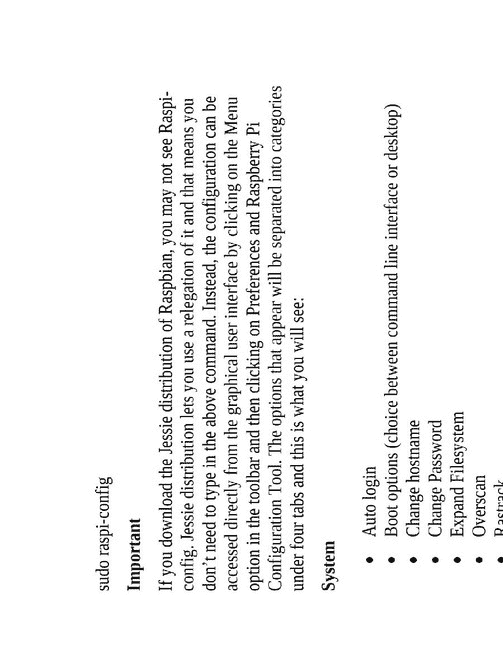 sudo raspi-config
Important
If you download the Jessie distribution of Raspbian, you may not see Raspi-
config. Jessie distribution lets you use a relegation of it and that means you
don't need to type in the above command. Instead, the configuration can be
accessed directly from the graphical user interface by clicking on the Menu
option in the toolbar and then clicking on Preferences and Raspberry Pi
Configuration Tool. The options that appear will be separated into categories
under four tabs and this is what you will see:
System
• Auto login
• Boot options (choice between command line interface or desktop)
• Change hostname
• Change Password
• Expand Filesystem
• Overscan
• Rastrack